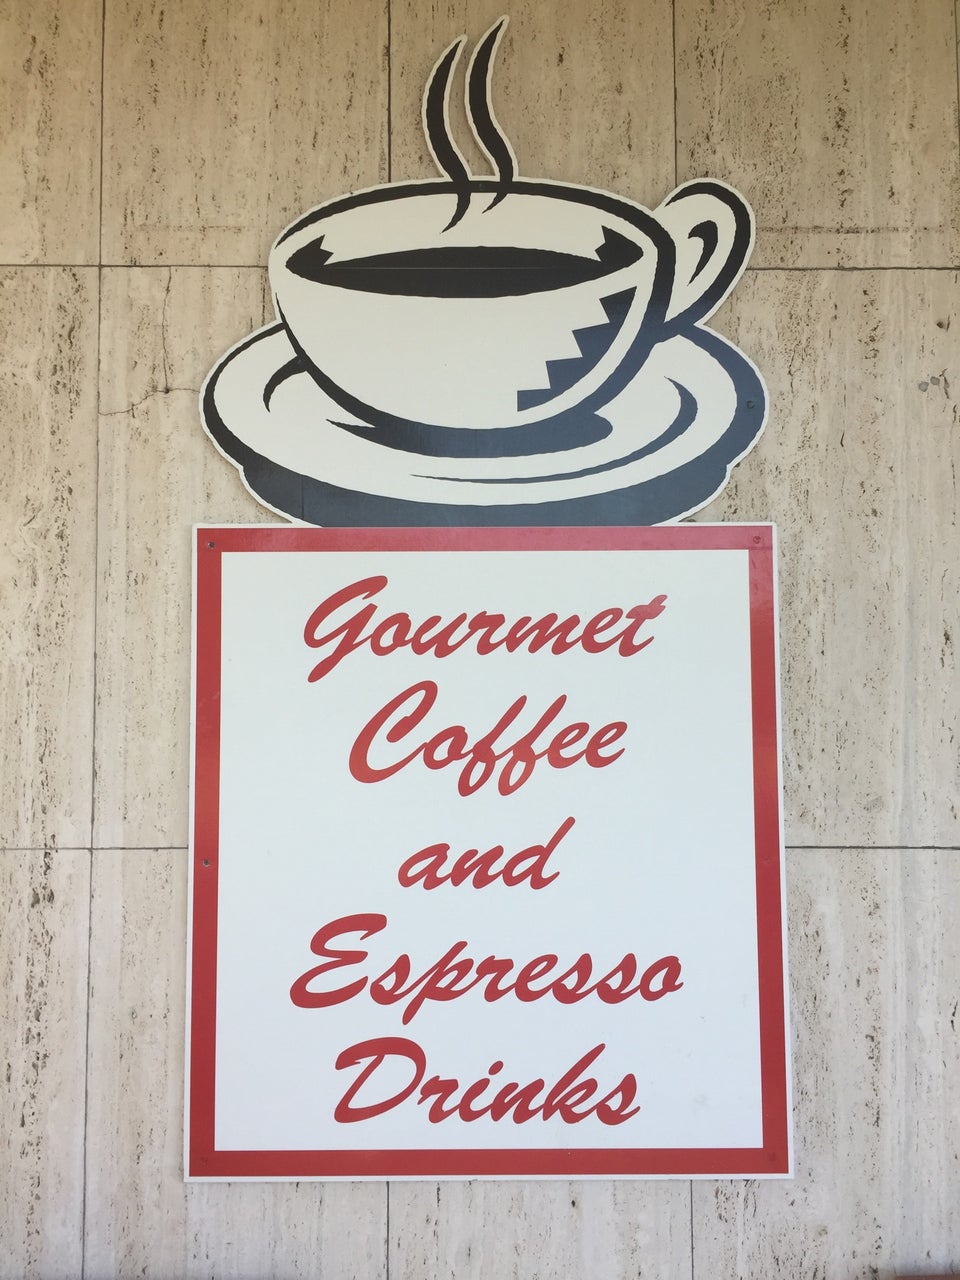 Gourmet
Coffee
and
Espresso
Drinks